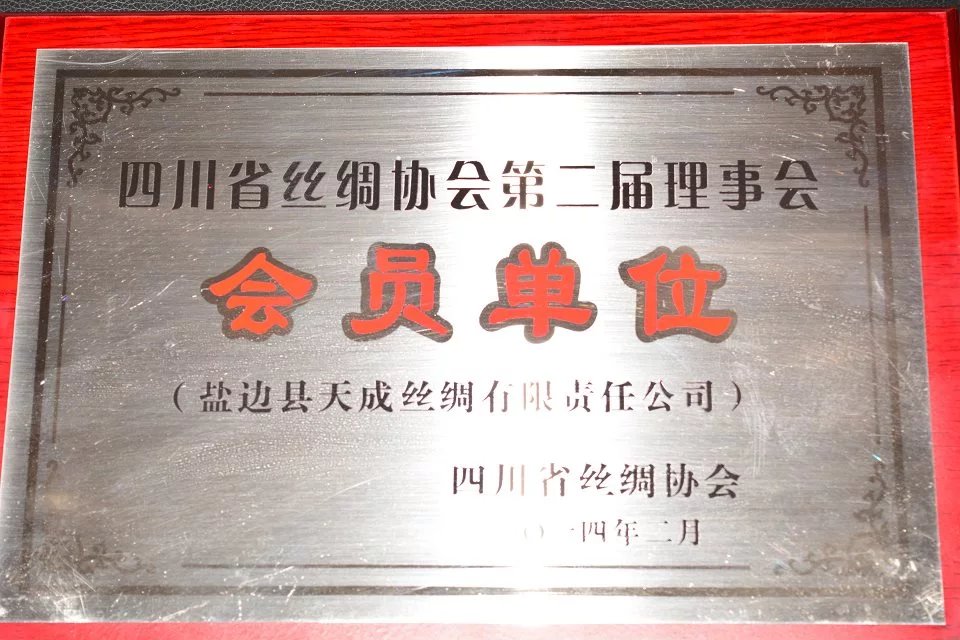 四川省丝绸协会第二届理事会
会员单位
（盐边县天成丝绸有限责任公司）
四川省丝绸协会
〇一四年二月